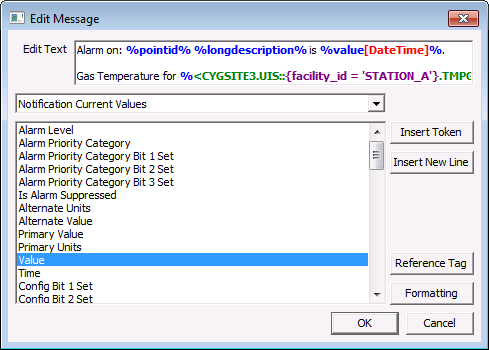 Edit Message
Edit Text
Alarm on: %pointid% %longdescription% is %value[DateTime]%.
Gas Temperature for %<CYGSITE3.UIS::{facility_id = 'STATION_A'}.TMPG
Notification Current Values
Alarm Level
Alarm Priority Category
Alarm Priority Category Bit 1 Set
Alarm Priority Category Bit 2 Set
Alarm Priority Category Bit 3 Set
Is Alarm Suppressed
Alternate Units
Alternate Value
Primary Value
Primary Units
Value
Time
Config Bit 1 Set
Config Bit 2 Set
Insert Token
Insert New Line
Reference Tag
Formatting
OK
Cancel